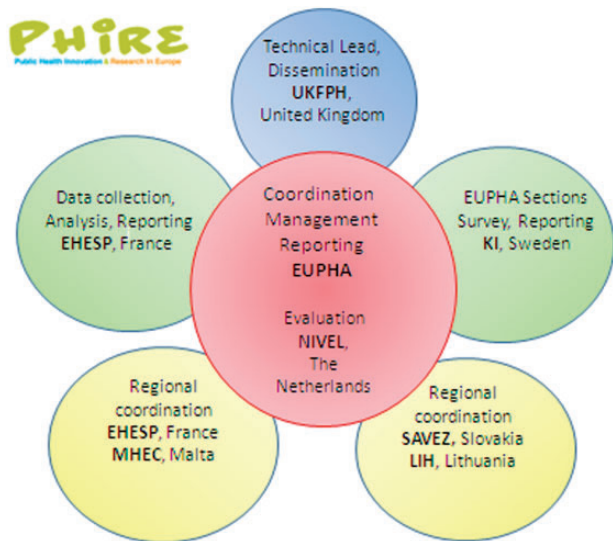 PHiRE
Public Health Innovation & Research in Europe
Technical Lead,
Dissemination
UKFPH,
United Kingdom
Data collection,
Analysis, Reporting
EHESP, France
Coordination
Management
Reporting
EUPHA
Evaluation
NIVEL,
The
Netherlands
EUPHA Sections
Survey, Reporting
KI, Sweden
Regional
coordination
EHESP, France
MHEC, Malta
Regional
coordination
SAVEZ, Slovakia
LIH, Lithuania